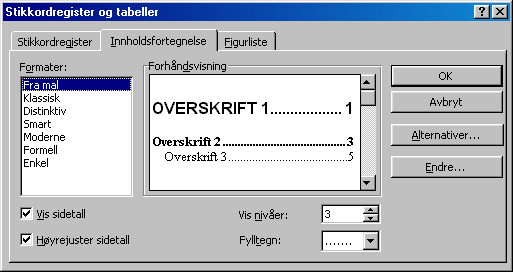 Stikkordregister og tabeller
Stikkordregister
Innholdsfortegnelse
Figurliste
Formater:
Fra mal
Klassisk
Distinktiv
Smart
Moderne
Formell
Enkel
Forhåndsvisning
OVERSKRIFT 1.................. 1
Overskrift 2..........................................3
Overskrift 3........................................5
OK
Avbryt
Alternativer...
Endre...
Vis sidetall
Høyrejuster sidetall
Vis nivåer: 3
Fylltegn: .......